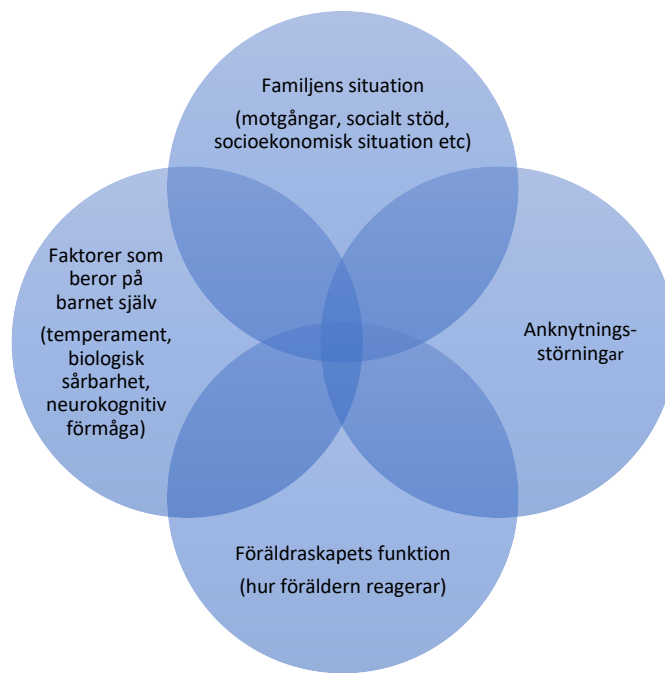 Familjens situation
(motgångar, socialt stöd,
socioekonomisk situation etc)
Faktorer som
beror på
barnet själv
(temperament,
biologisk
sårbarhet,
neurokognitiv
förmåga)
Anknytnings-
störningar
Föräldraskapets funktion
(hur föräldern reagerar)